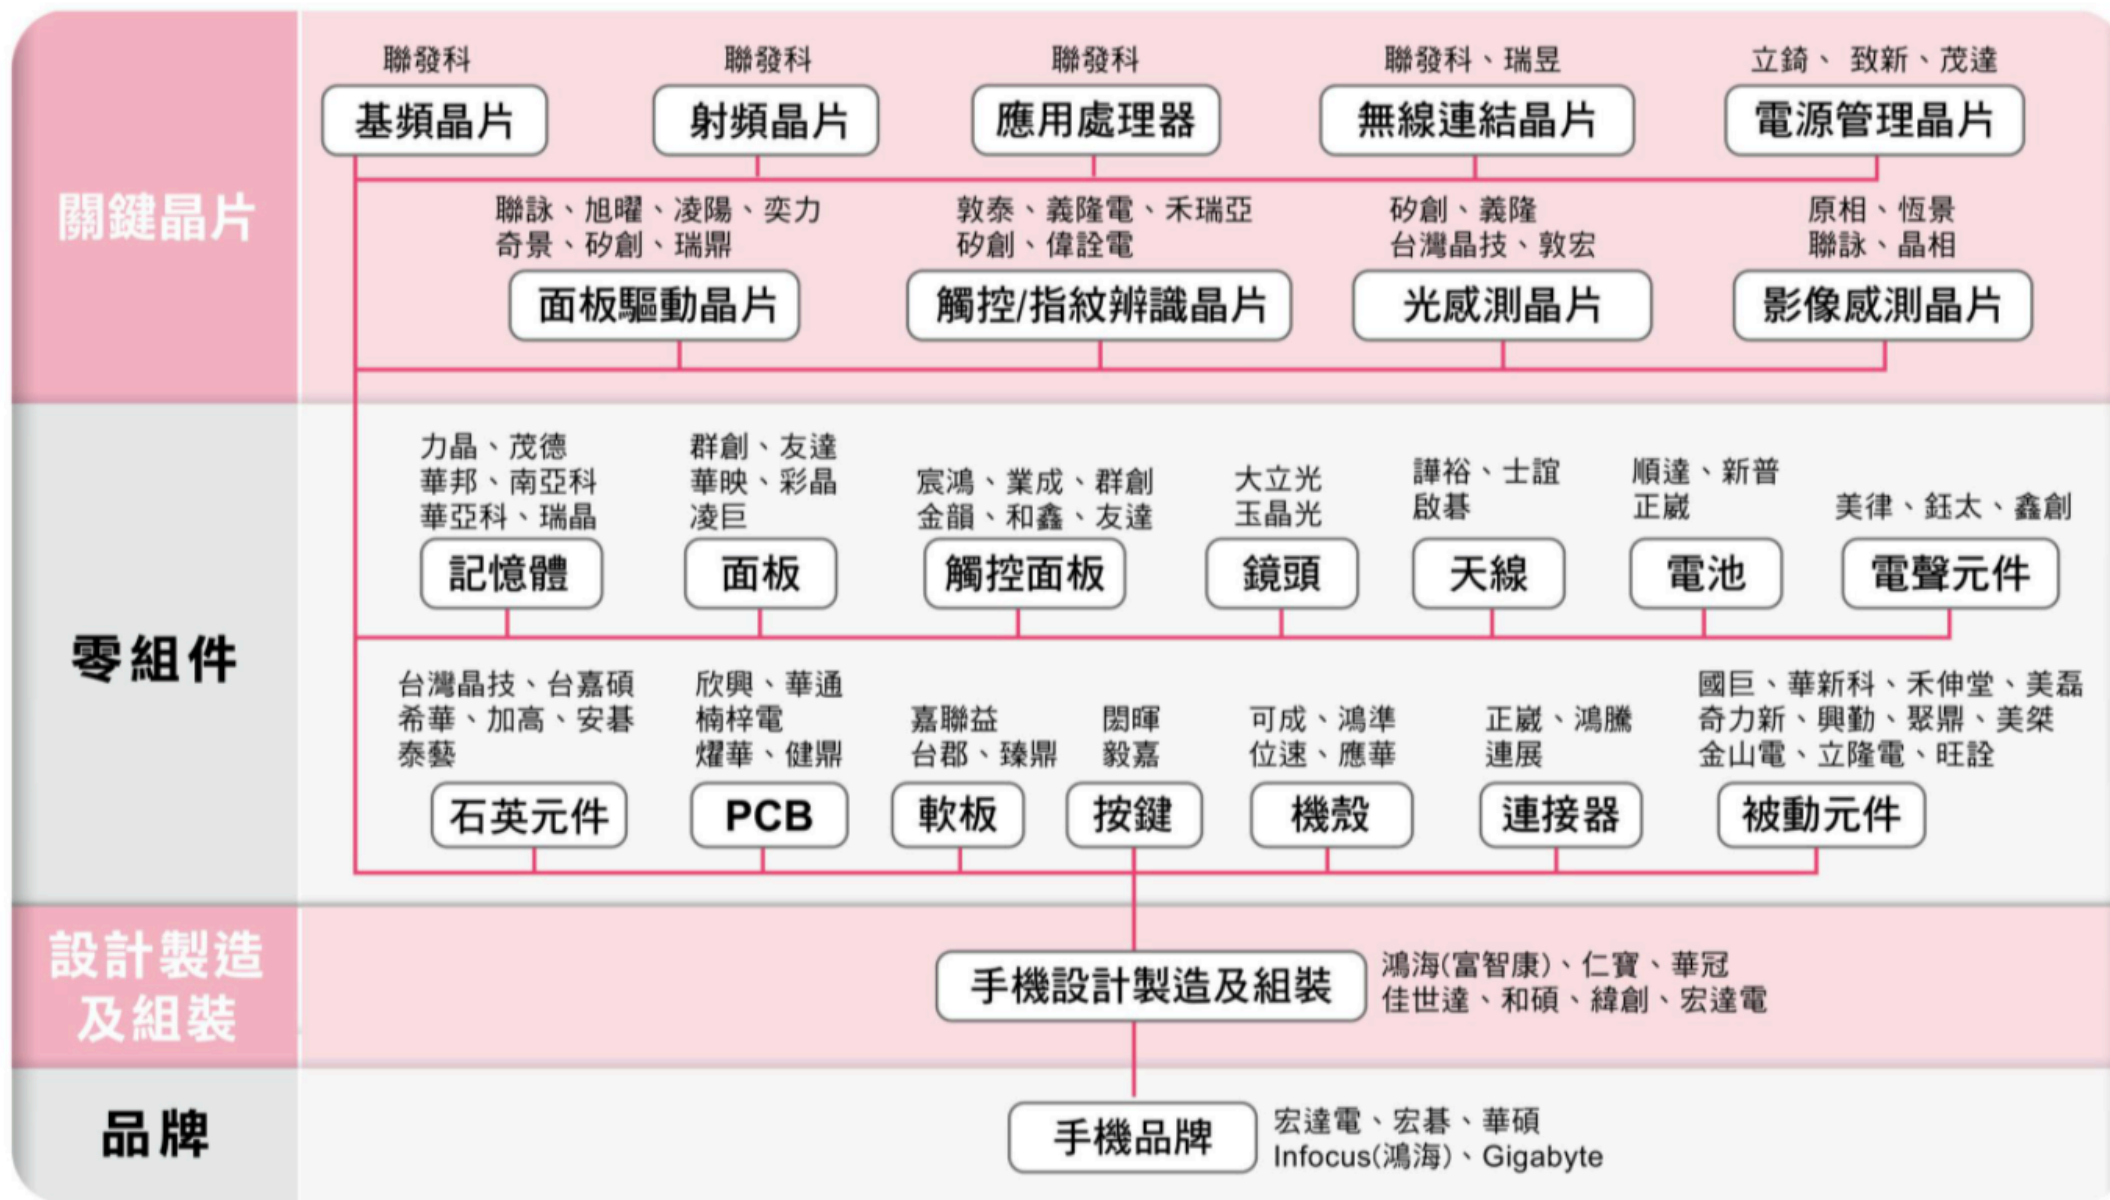 關鍵晶片
聯發科
基頻晶片
聯發科
射頻晶片
聯發科
應用處理器
聯發科、瑞昱
無線連結晶片
立錡、 致新、茂達
電源管理晶片
聯詠、旭曜、凌陽、奕力
奇景、矽創、瑞鼎
面板驅動晶片
敦泰、義隆電、禾瑞亞
矽創、偉詮電
觸控/指紋辨識晶片
矽創、義隆
台灣晶技、敦宏
光感測晶片
原相、恆景
聯詠、晶相
影像感測晶片
零組件
力晶、茂德
華邦、南亞科
華亞科、瑞晶
記憶體
群創、友達
華映、彩晶
凌巨
面板
宸鴻、業成、群創
金韻、和鑫、友達
觸控面板
大立光
玉晶光
鏡頭
譁裕、士誼
啟碁
天線
順達、新普
正崴
電池
美律、鈺太、鑫創
電聲元件
台灣晶技、台嘉碩
希華、加高、安碁
泰藝
石英元件
欣興、華通
楠梓電
燿華、健鼎
PCB
嘉聯益
台郡、臻鼎
軟板
閎暉
毅嘉
按鍵
可成、鴻準
位速、應華
機殼
正崴、鴻騰
連展
連接器
國巨、華新科、禾伸堂、美磊
奇力新、興勤、聚鼎、美桀
金山電、立隆電、旺詮
被動元件
設計製造
及組裝
手機設計製造及組裝
鴻海(富智康)、仁寶、華冠
佳世達、和碩、緯創、宏達電
品牌
手機品牌
宏達電、宏碁、華碩
Infocus(鴻海)、Gigabyte